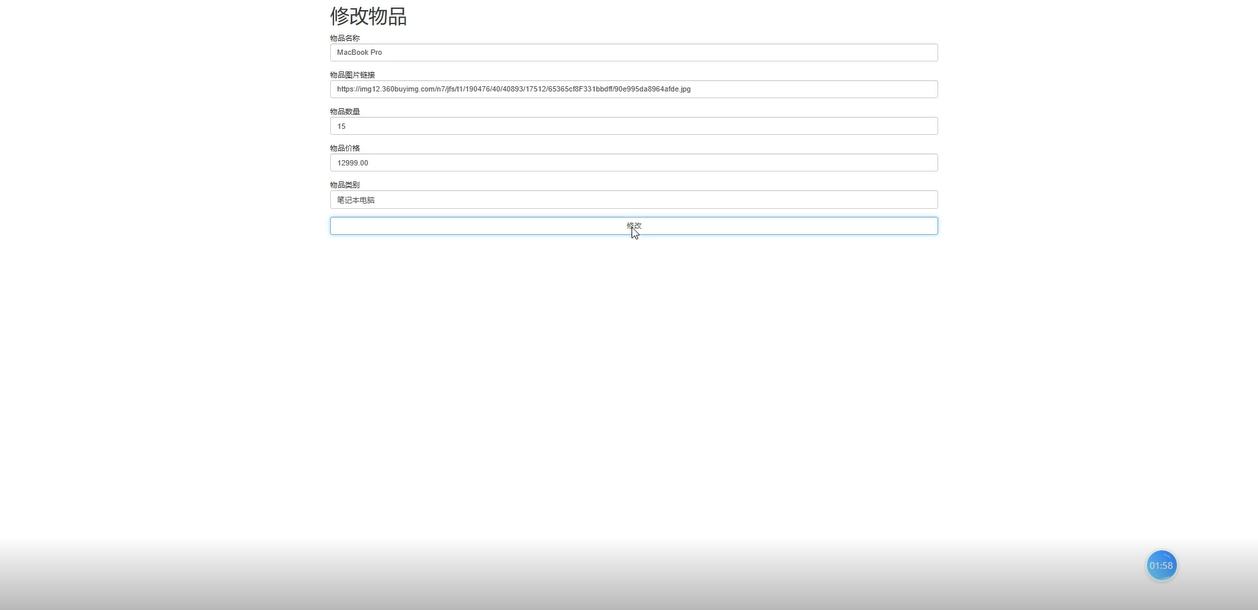 修改物品
物品名称
MacBook Pro
物品图片链接
https://img12.360buyimg.com/n7/jfs/t1/190476/40/40893/17512/65365cf8F331bbdff/90e995da8964afde.jpg
物品数量
15
物品价格
12999.00
物品类别
笔记本电脑
修改
01:58